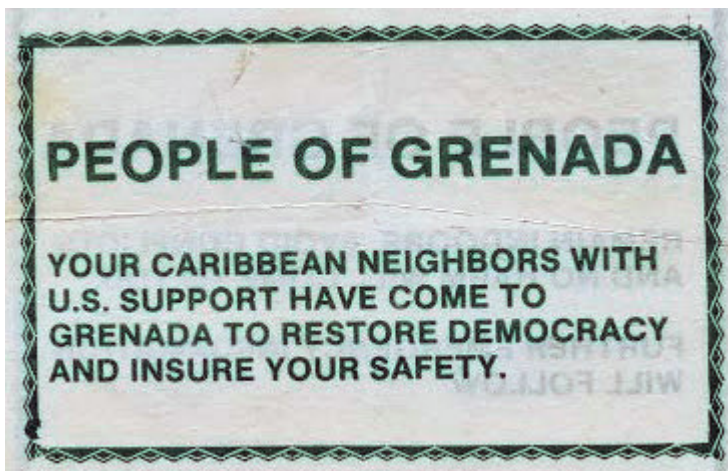 PEOPLE OF GRENADA
YOUR CARIBBEAN NEIGHBORS WITH
U.S. SUPPORT HAVE COME TO
GRENADA TO RESTORE DEMOCRACY
AND INSURE YOUR SAFETY.